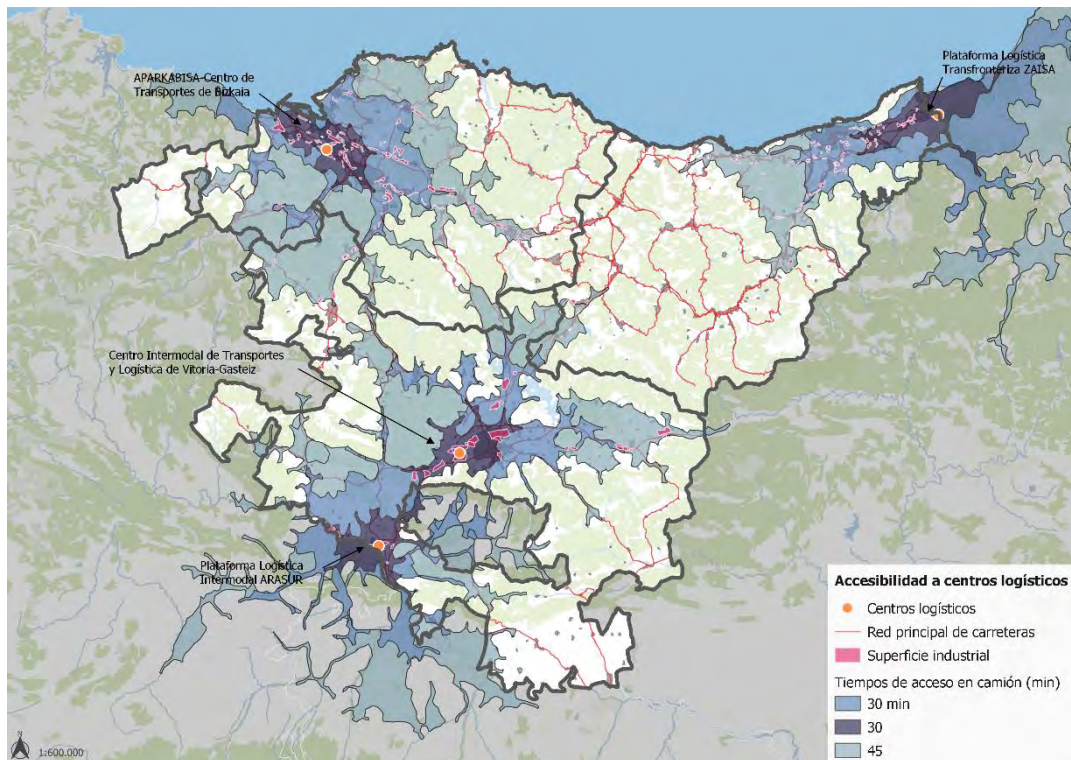 APARKABISA-Centro de
Transportes de Bizkaia
Plataforma Logística
Transfronteriza ZAISA
Centro Intermodal de Transportes
y Logística de Vitoria-Gasteiz
Plataforma Logística
Intermodal ARASUR
Accesibilidad a centros logísticos
Centros logísticos
Red principal de carreteras
Superficie industrial
Tiempos de acceso en camión (min)
30 min
30
45
N
1:600.000